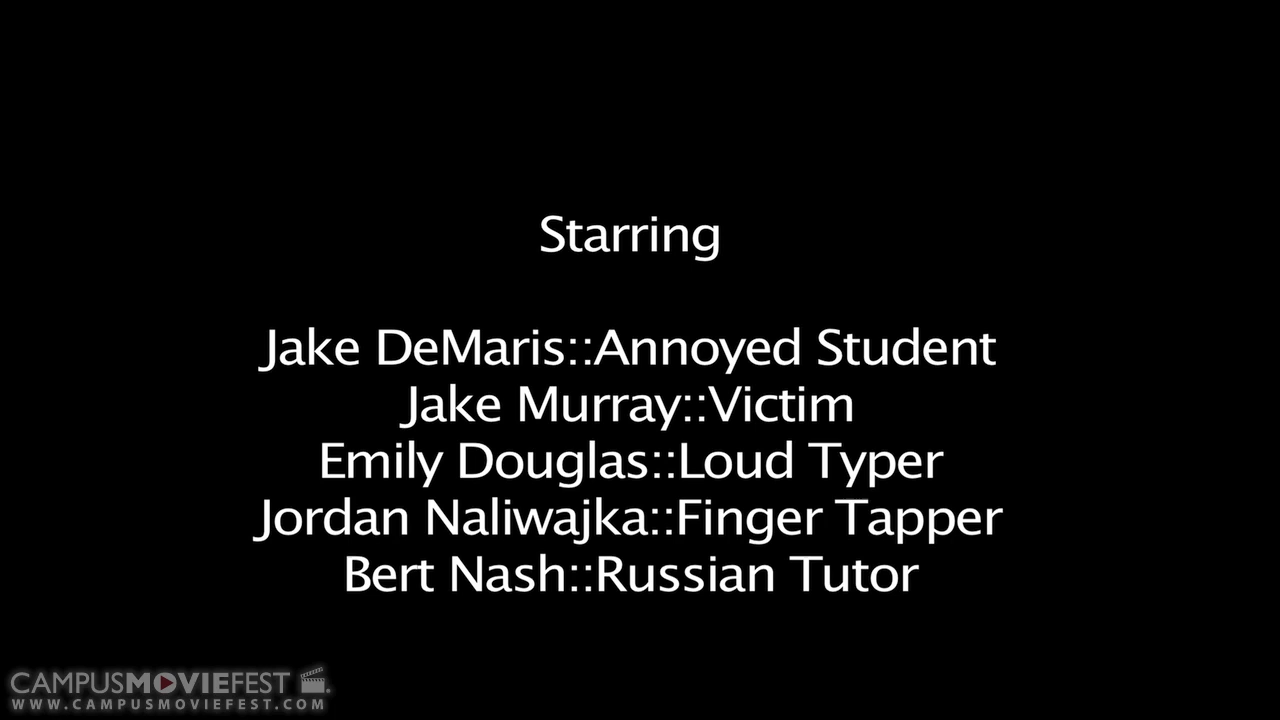 Starring
Jake DeMaris::Annoyed Student
Jake Murray::Victim
Emily Douglas::Loud Typer
Jordan Naliwajka::Finger Tapper
Bert Nash::Russian Tutor
CAMPUSMOVIEFEST
WWW.CAMPUSMOVIEFEST.COM